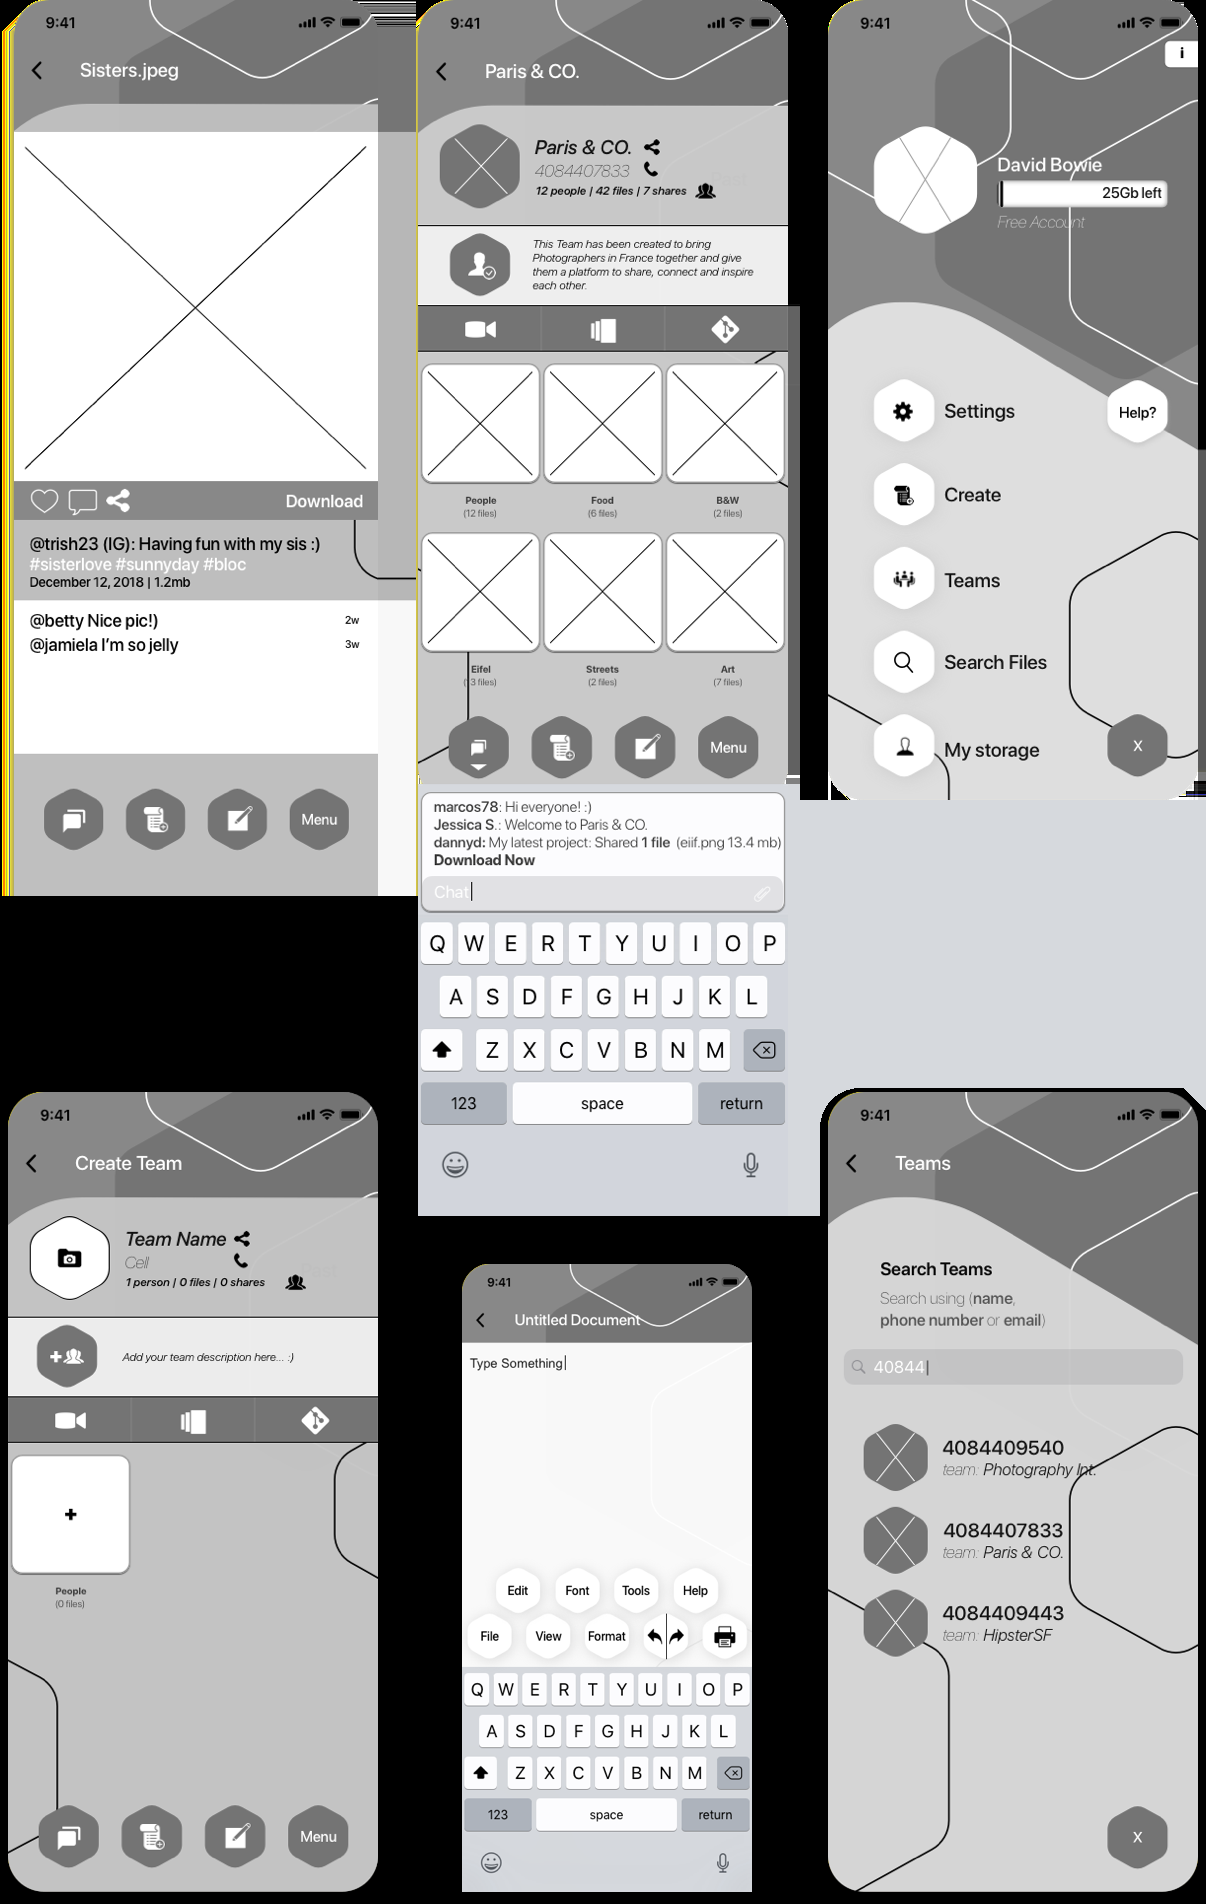 9:41
Sisters.jpeg
Download
@trish23 (IG): Having fun with my sis :)
#sisterlove #sunnyday #bloc
December 12, 2018 | 1.2mb
@betty Nice pic!)
2w
@jamiela I'm so jelly
3w
Menu
9:41
Paris & CO.
Paris & CO.
4084407833
12 people | 42 files | 7 shares
This Team has been created to bring
Photographers in France together and give
them a platform to share, connect and inspire
each other.
People
Food
B&W
(12 files)
(6 files)
(2 files)
Eifel
Streets
Art
(13 files)
(2 files)
(7 files)
Menu
marcos78: Hi everyone! :)
Jessica S.: Welcome to Paris & CO.
dannyd: My latest project: Shared 1 file (eiif.png 13.4 mb)
Download Now
Chat
Q W E R T Y U I O P
A S D F G H J K L
Z X C V B N M
123 space return
9:41
i
David Bowie
25Gb left
Free Account
Settings
Help?
Create
Teams
Search Files
My storage
X
9:41
Create Team
Team Name
Cell
1 person | 0 files | 0 shares
Add your team description here... :)
+
People
(0 files)
Menu
9:41
Untitled Document
Type Something
Edit Font Tools Help
File View Format
Q W E R T Y U I O P
A S D F G H J K L
Z X C V B N M
123 space return
9:41
Teams
Search Teams
Search using (name,
phone number or email)
40844
4084409540
team: Photography Int.
4084407833
team: Paris & CO.
4084409443
team: HipsterSF
X